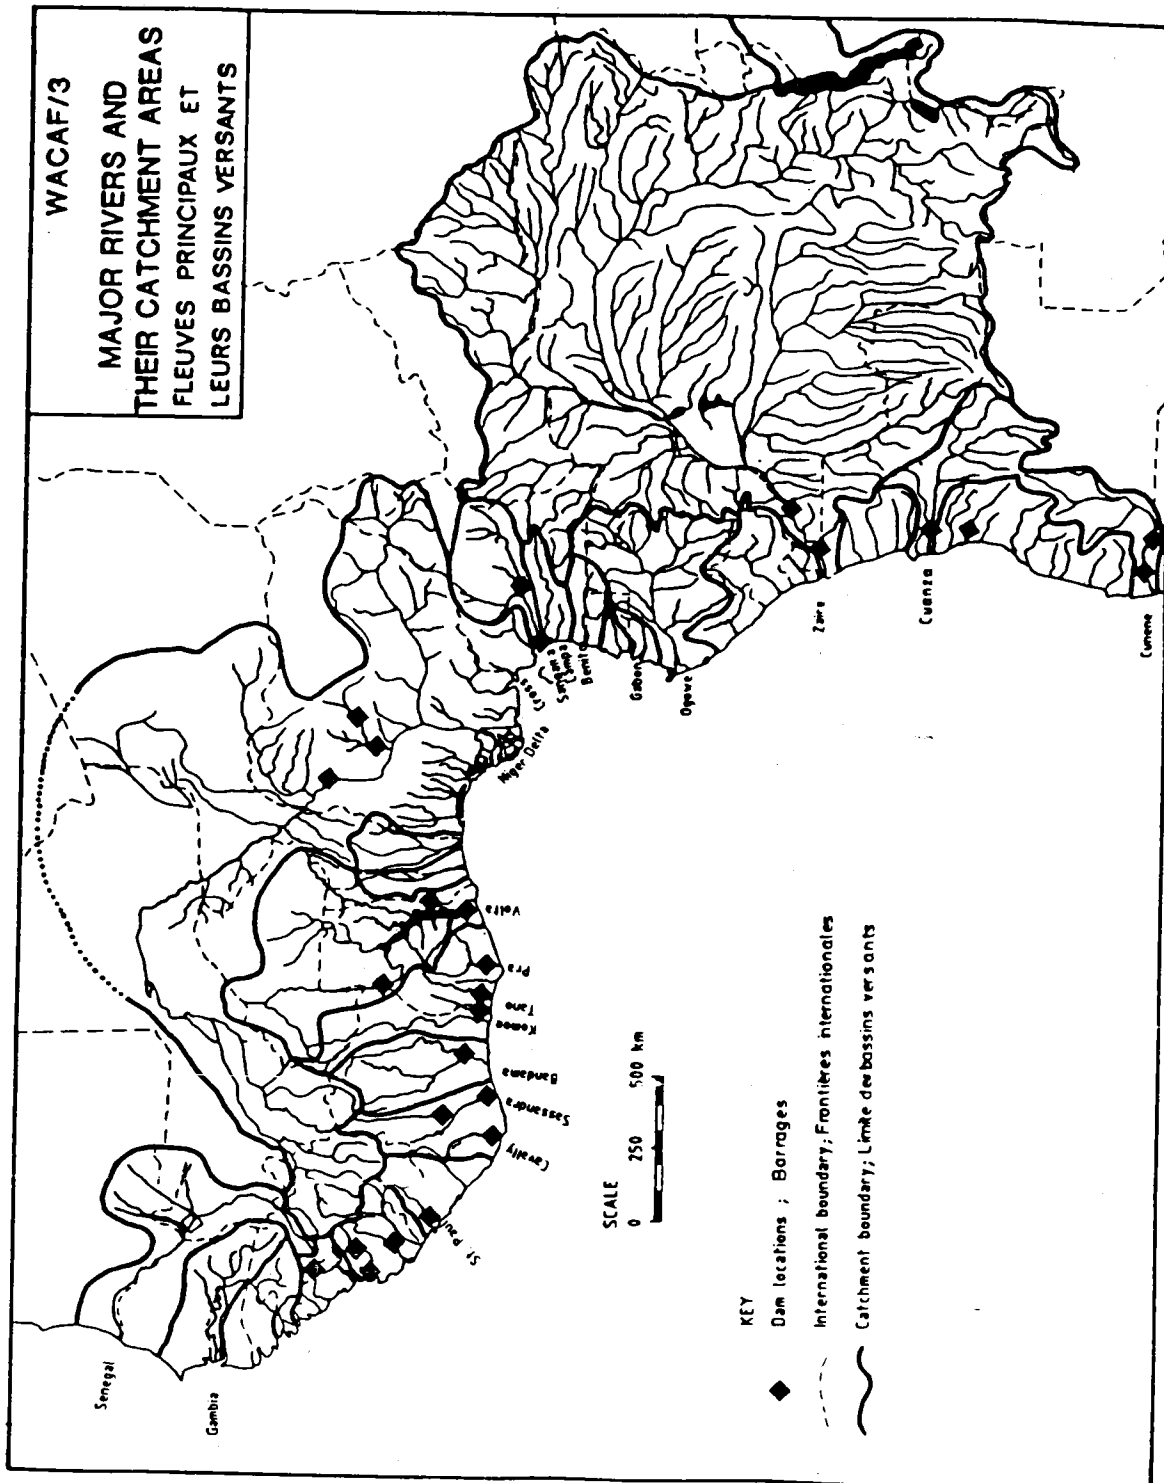 WACAF/3
MAJOR RIVERS AND
THEIR CATCHMENT AREAS
FLEUVES PRINCIPAUX ET
LEURS BASSINS VERSANTS
Senegal
Gambia
St. Paul
Cavally
Sassandra
Bandama
Komoe
Tano
Pra
Volta
Niger Delta
Cross
Sanaga
Campa
Benito
Gabon
Ogowe
Zaire
Cuanza
Cunene
SCALE
0 250 500 km
KEY
Dam locations ; Barrages
International boundary; Frontières internationales
Catchment boundary; Limite des bassins versants